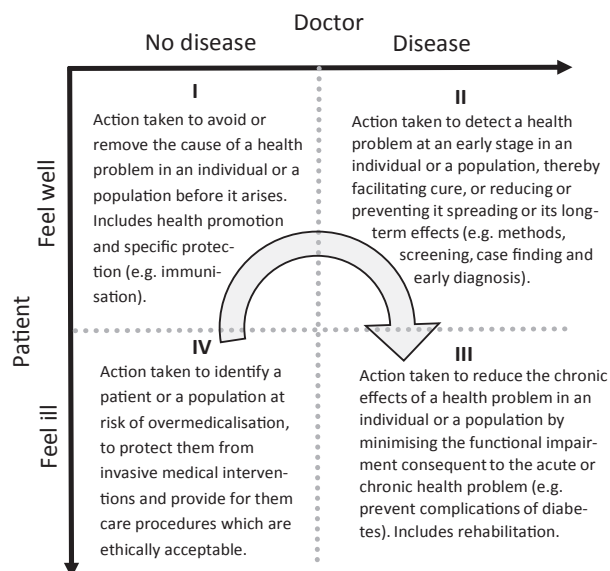 Doctor
No disease
Disease
Patient
Feel well
Feel ill
I
Action taken to avoid or
remove the cause of a health
problem in an individual or a
population before it arises.
Includes health promotion
and specific protec-
tion (e.g. immuni-
sation).
II
Action taken to detect a health
problem at an early stage in an
individual or a population, thereby
facilitating cure, or reducing or
preventing it spreading or its long-
term effects (e.g. methods,
screening, case finding and
early diagnosis).
IV
Action taken to identify a
patient or a population at
risk of overmedicalisation,
to protect them from
invasive medical interven-
tions and provide for them
care procedures which are
ethically acceptable.
III
Action taken to reduce the chronic
effects of a health problem in an
individual or a population by
minimising the functional impair-
ment consequent to the acute or
chronic health problem (e.g.
prevent complications of diabe-
tes). Includes rehabilitation.